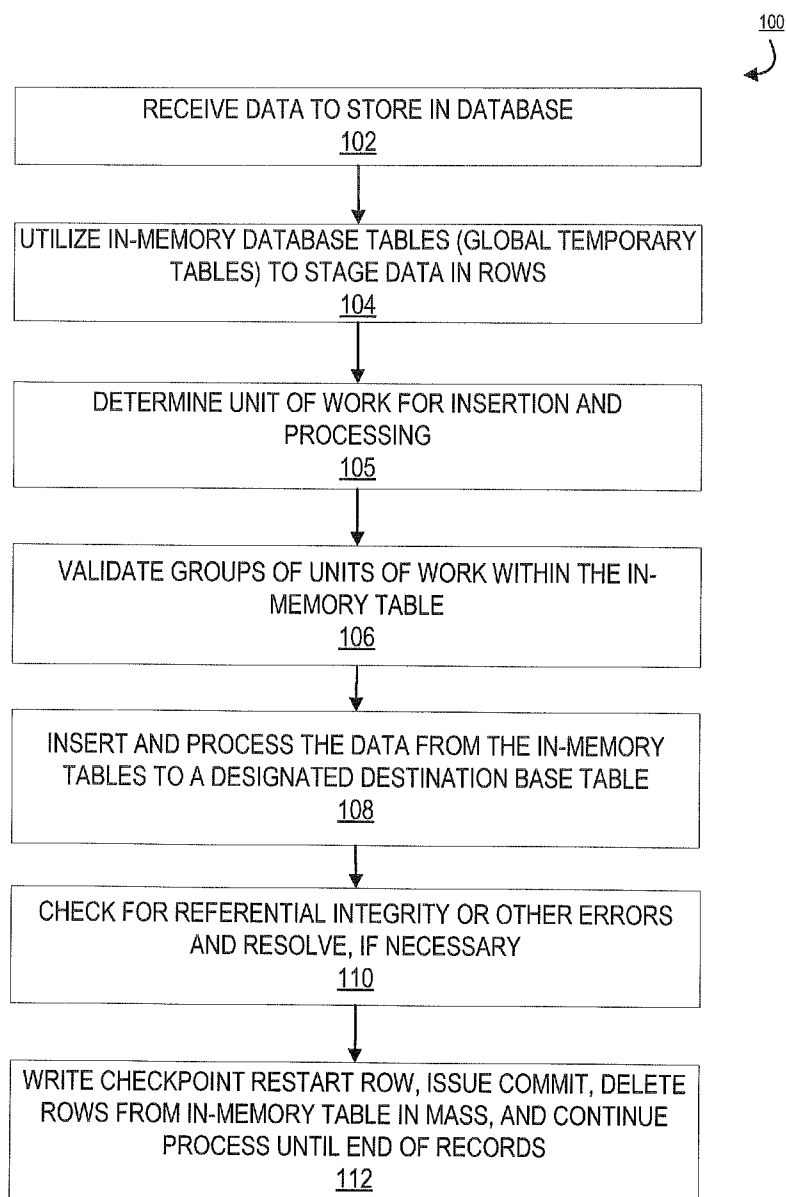 100
RECEIVE DATA TO STORE IN DATABASE
102
UTILIZE IN-MEMORY DATABASE TABLES (GLOBAL TEMPORARY
TABLES) TO STAGE DATA IN ROWS
104
DETERMINE UNIT OF WORK FOR INSERTION AND
PROCESSING
105
VALIDATE GROUPS OF UNITS OF WORK WITHIN THE IN-
MEMORY TABLE
106
INSERT AND PROCESS THE DATA FROM THE IN-MEMORY
TABLES TO A DESIGNATED DESTINATION BASE TABLE
108
CHECK FOR REFERENTIAL INTEGRITY OR OTHER ERRORS
AND RESOLVE, IF NECESSARY
110
WRITE CHECKPOINT RESTART ROW, ISSUE COMMIT, DELETE
ROWS FROM IN-MEMORY TABLE IN MASS, AND CONTINUE
PROCESS UNTIL END OF RECORDS
112